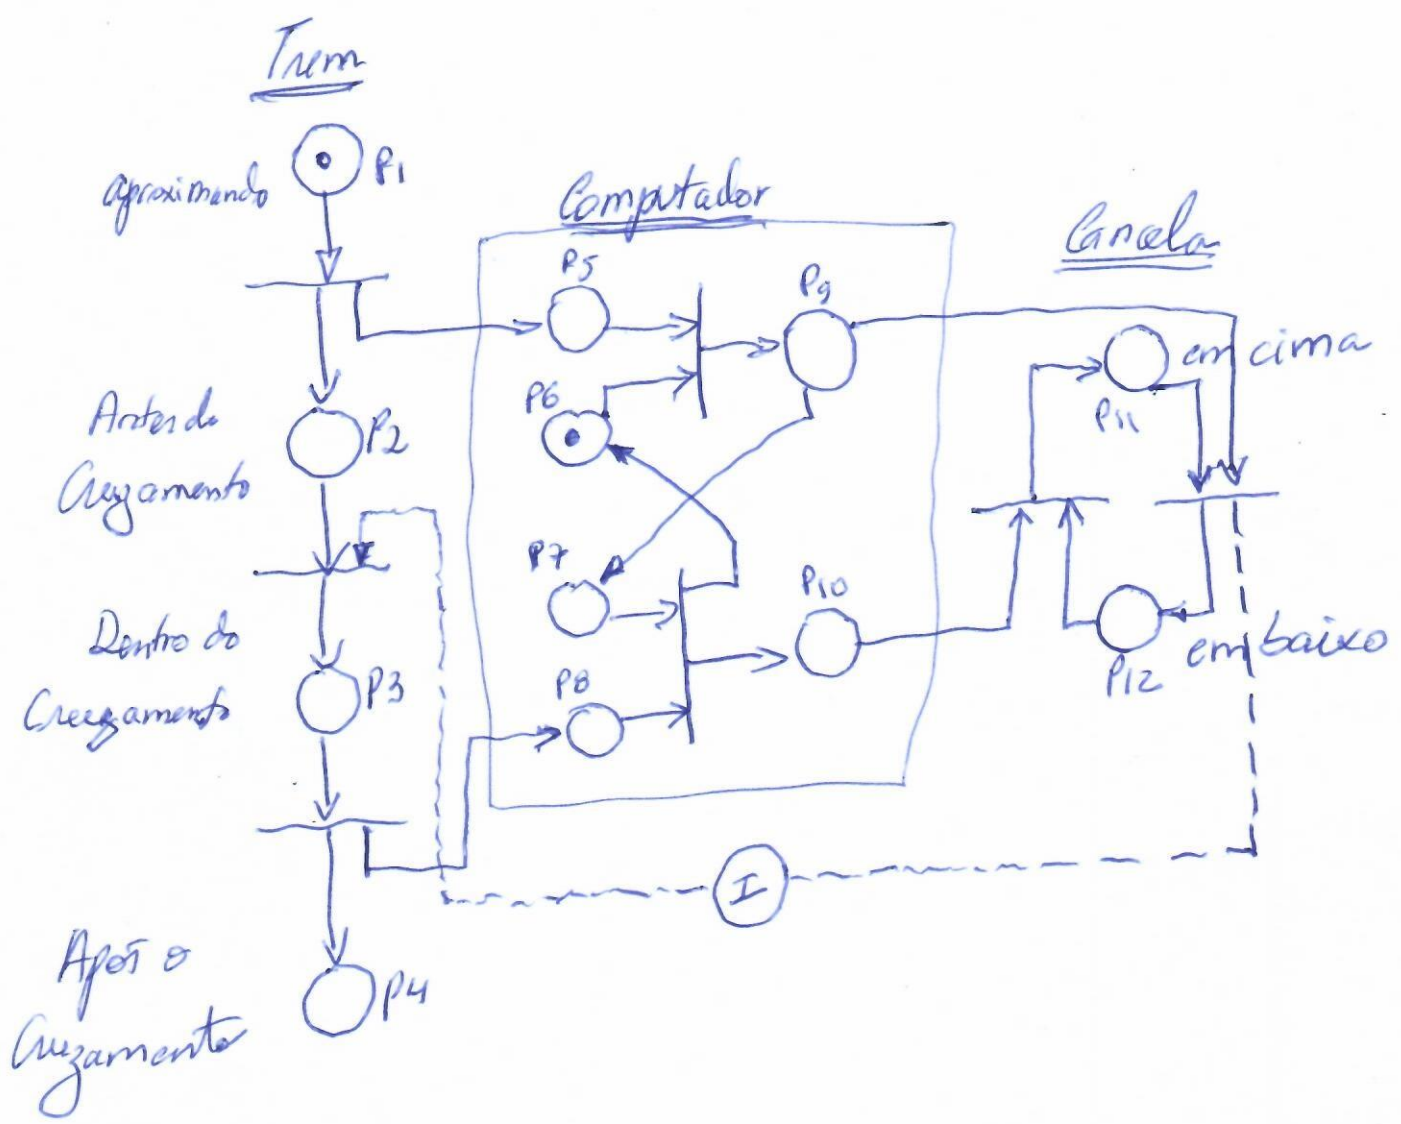 Trem
P1
aproximando
Computador
Cancela
P5
P9
em cima
P11
P6
Antes do
Cruzamento
P2
P7
P10
Dentro do
Cruzamento
P3
P8
em baixo
P12
I
Após o
Cruzamento
P4